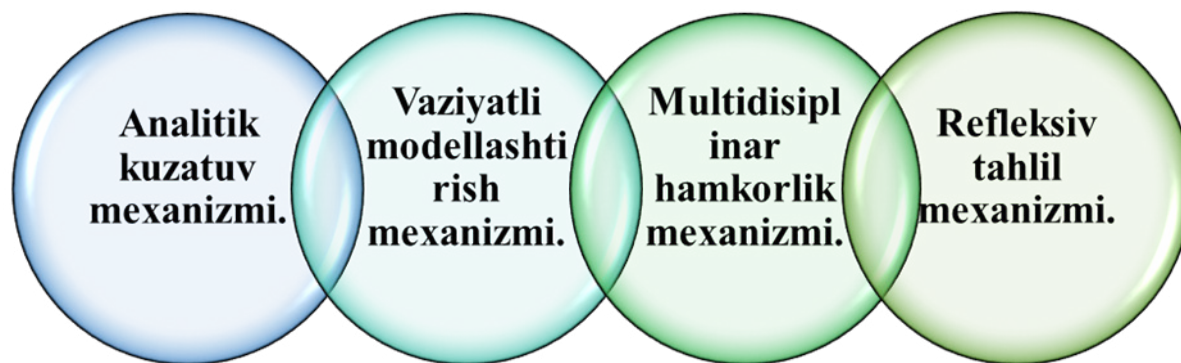 Analitik
kuzatuv
mexanizmi.
Vaziyatli
modellashti
rish
mexanizmi.
Multidisipl
inar
hamkorlik
mexanizmi.
Refleksiv
tahlil
mexanizmi.